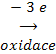 − 3 e
→
oxidace